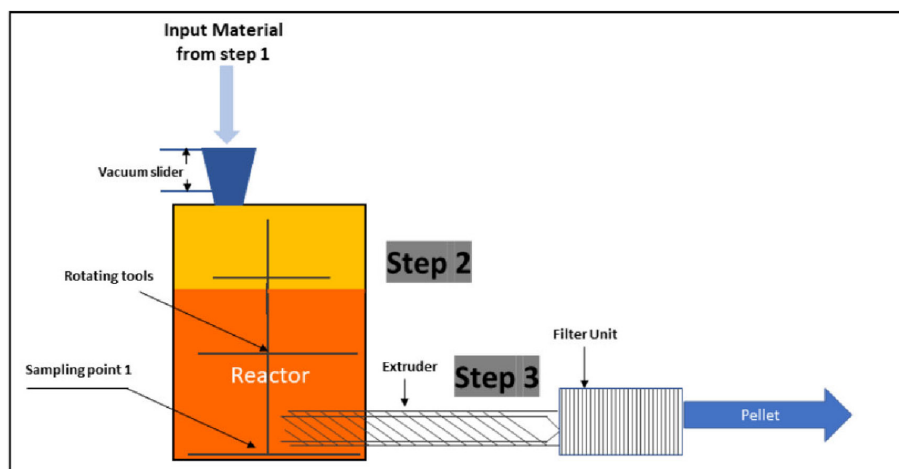 Input Material
from step 1
Vacuum slider
Step 2
Rotating tools
Filter Unit
Sampling point 1
Reactor
Extruder
Step 3
Pellet